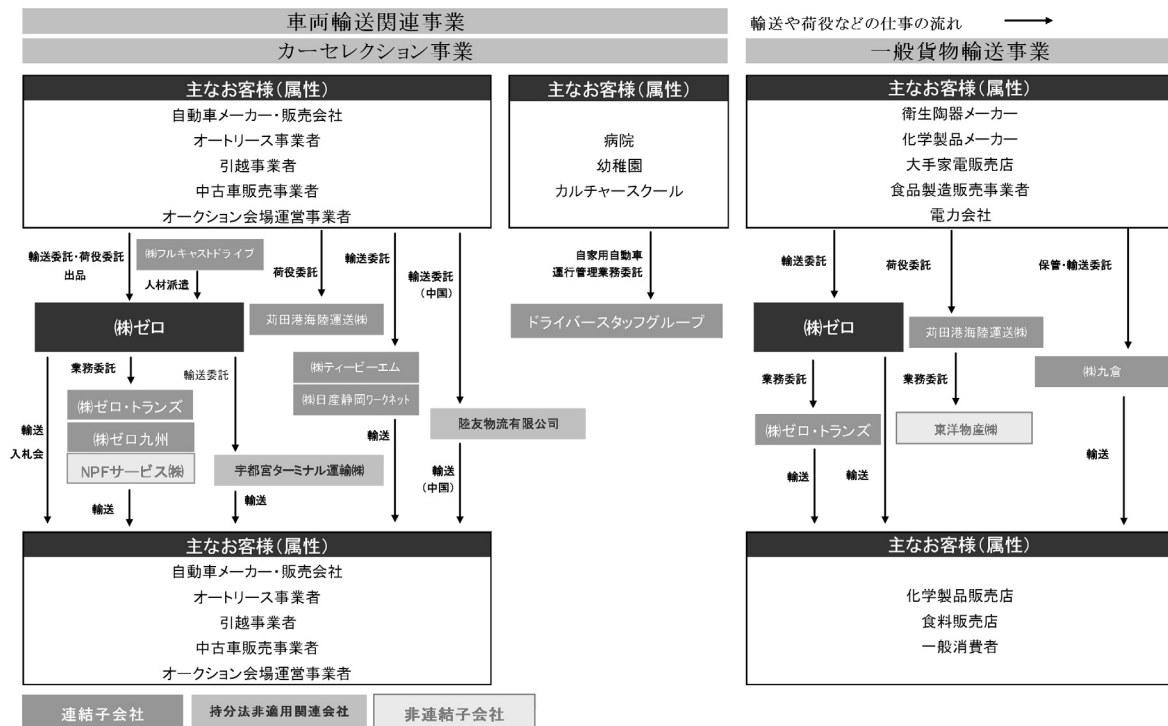 車両輸送関連事業
カーセレクション事業
主なお客様(属性)
自動車メーカー・販売会社
オートリース事業者
引越事業者
中古車販売事業者
オークション会場運営事業者
主なお客様(属性)
病院
幼稚園
カルチャースクール
輸送委託・荷役委託
出品
㈱フルキャストドライブ
人材派遣
荷役委託
輸送委託
輸送委託
(中国)
自家用自動車
運行管理業務委託
㈱ゼロ
苅田港海陸運送㈱
ドライバースタッフグループ
業務委託
輸送委託
㈱ティービーエム
㈱日産静岡ワークネット
㈱ゼロ・トランズ
㈱ゼロ九州
NPFサービス㈱
陸友物流有限公司
輸送
入札会
輸送
宇都宮ターミナル運輸㈱
輸送
(中国)
輸送
輸送
主なお客様(属性)
自動車メーカー・販売会社
オートリース事業者
引越事業者
中古車販売事業者
オークション会場運営事業者
連結子会社
持分法非適用関連会社
非連結子会社
輸送や荷役などの仕事の流れ
一般貨物輸送事業
主なお客様(属性)
衛生陶器メーカー
化学製品メーカー
大手家電販売店
食品製造販売事業者
電力会社
輸送委託
荷役委託
保管・輸送委託
㈱ゼロ
苅田港海陸運送㈱
㈱九倉
業務委託
業務委託
㈱ゼロ・トランズ
東洋物産㈱
輸送
輸送
輸送
主なお客様(属性)
化学製品販売店
食料販売店
一般消費者